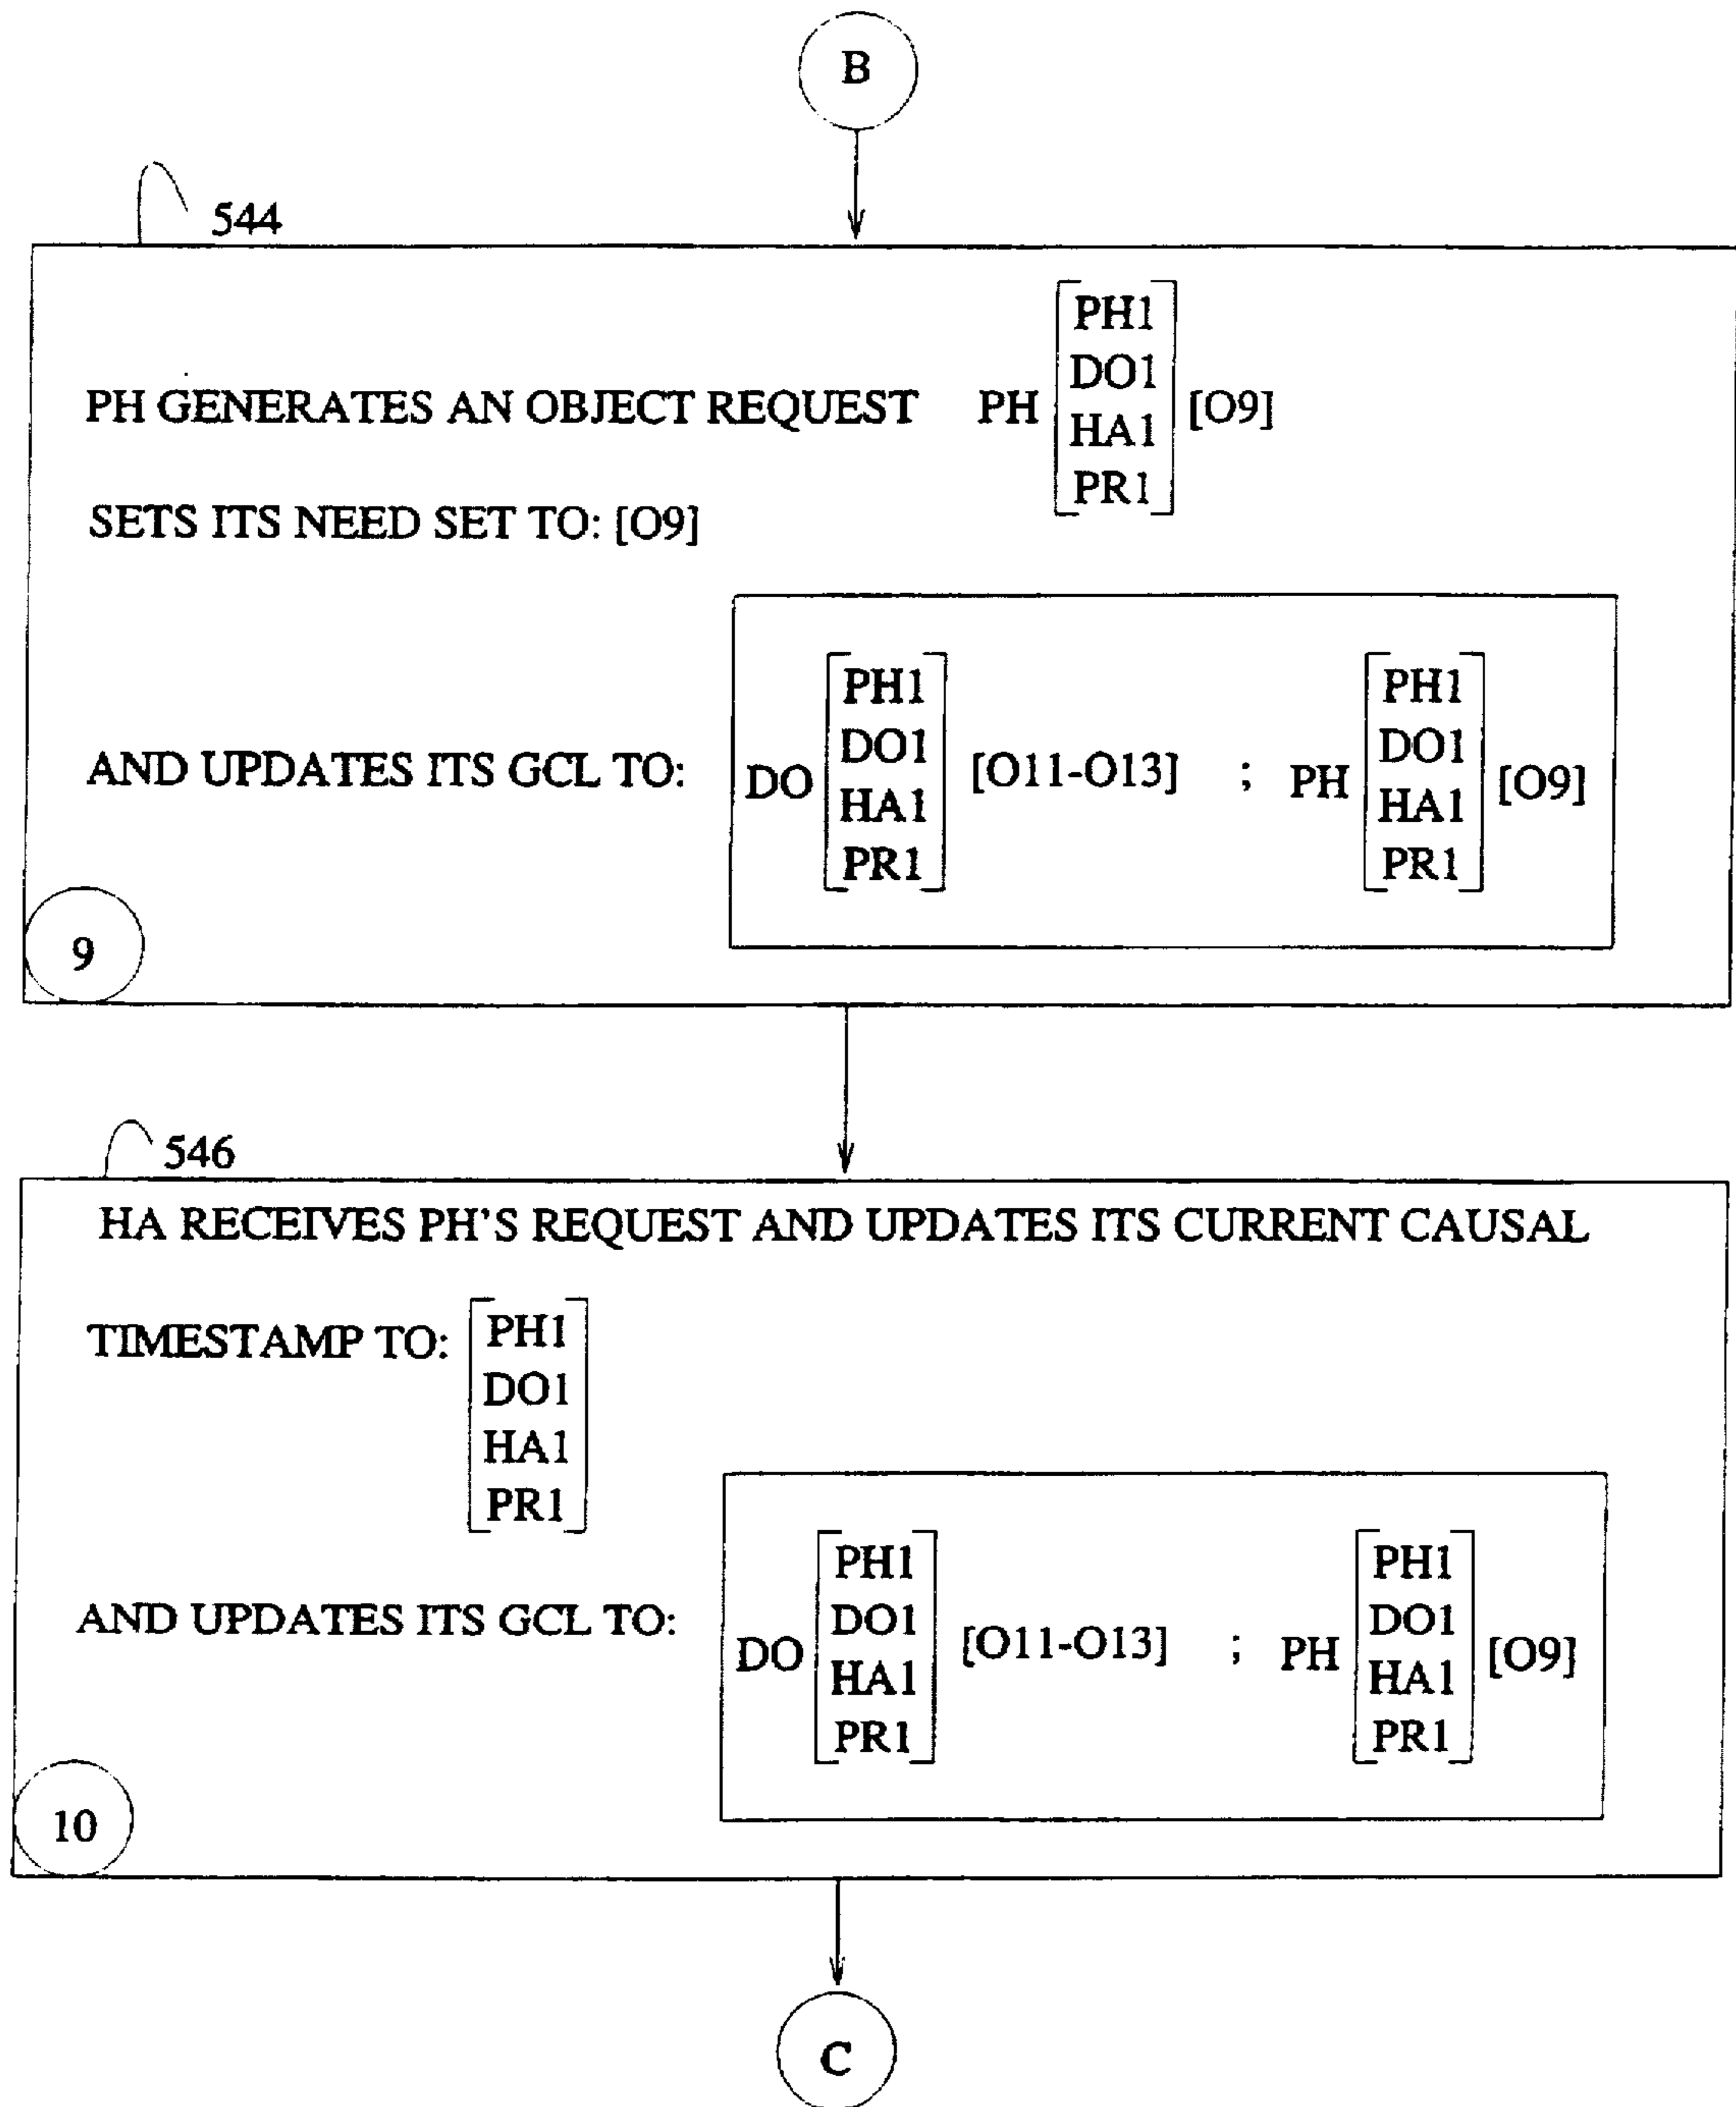 B
544
PH GENERATES AN OBJECT REQUEST PH [PH1 DO1 HA1 PR1] [O9]
SETS ITS NEED SET TO: [O9]
AND UPDATES ITS GCL TO: DO [PH1 DO1 HA1 PR1] [O11-O13] ; PH [PH1 DO1 HA1 PR1] [O9]
9
546
HA RECEIVES PH'S REQUEST AND UPDATES ITS CURRENT CAUSAL
TIMESTAMP TO: [PH1 DO1 HA1 PR1]
AND UPDATES ITS GCL TO: DO [PH1 DO1 HA1 PR1] [O11-O13] ; PH [PH1 DO1 HA1 PR1] [O9]
10
C